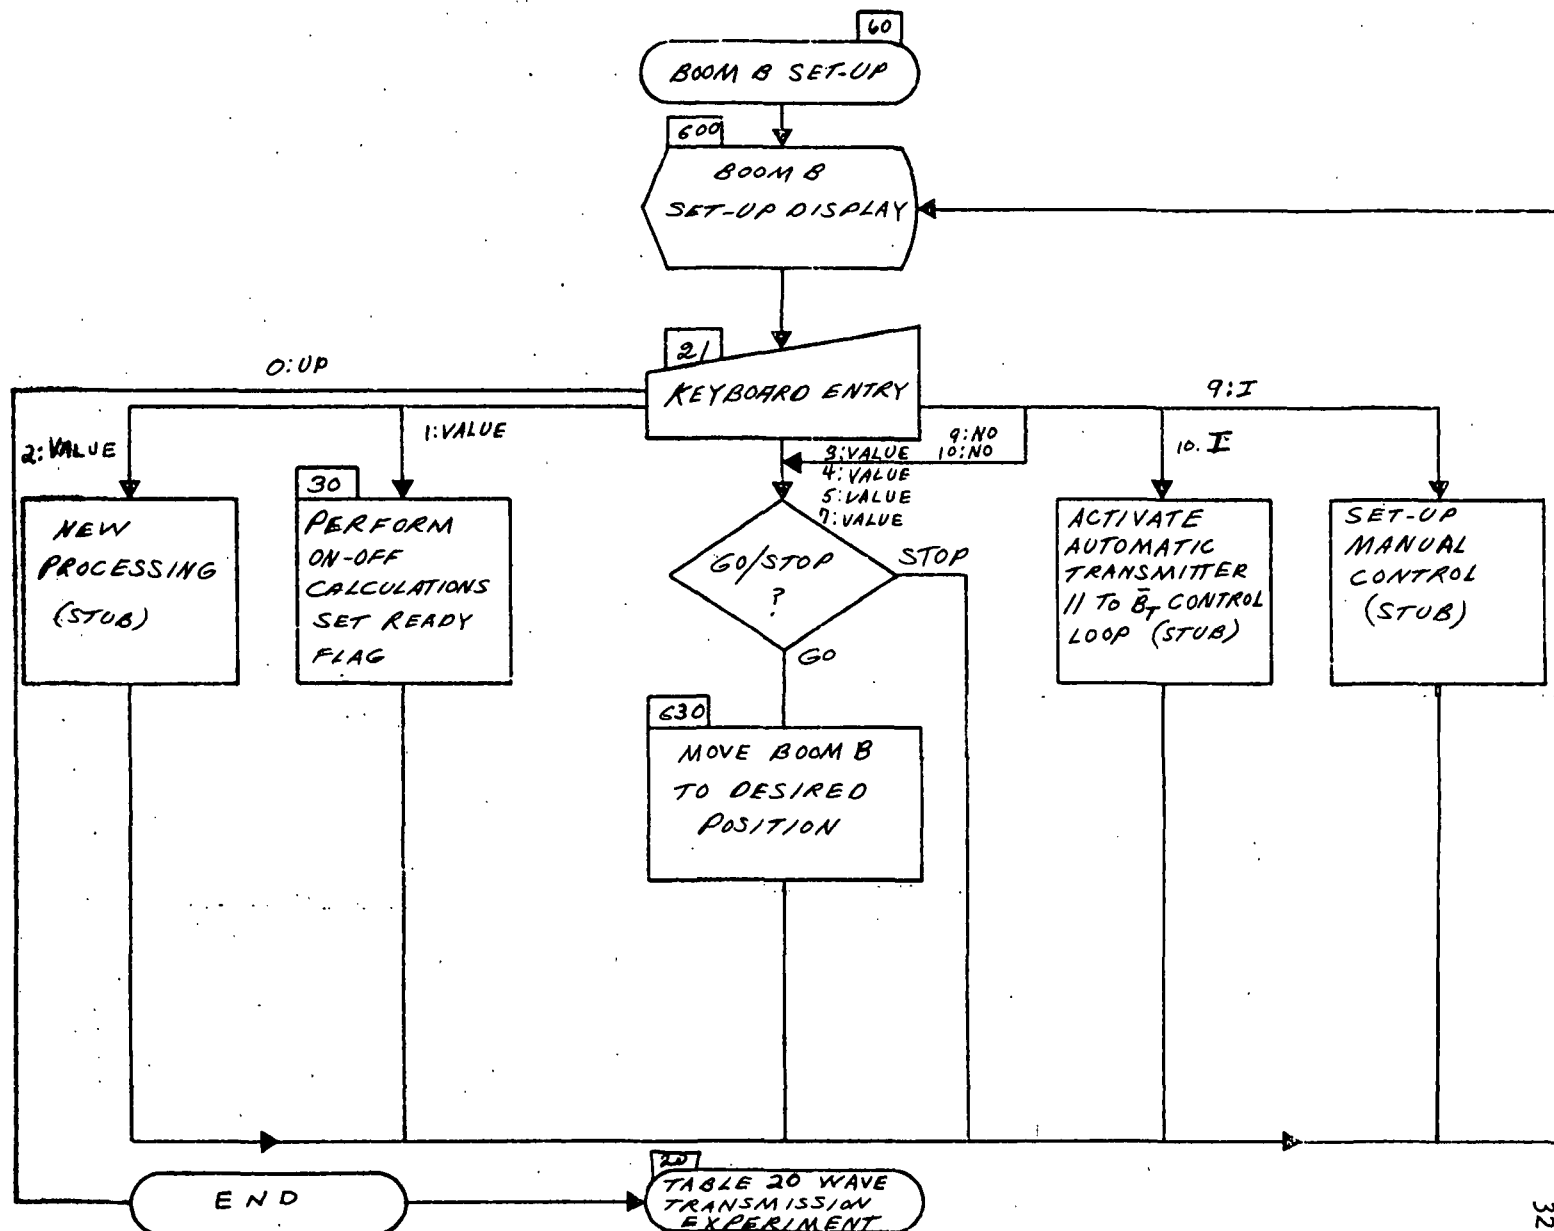 60
BOOM B SET-UP
600
BOOM B
SET-UP DISPLAY
21
KEYBOARD ENTRY
0:UP
2:VALUE
1:VALUE
3:VALUE
4:VALUE
5:VALUE
7:VALUE
9:NO
10:NO
10.I
9:I
NEW
PROCESSING
(STUB)
30
PERFORM
ON-OFF
CALCULATIONS
SET READY
FLAG
GO/STOP
?
STOP
GO
ACTIVATE
AUTOMATIC
TRANSMITTER
// TO B̄T CONTROL
LOOP (STUB)
SET-UP
MANUAL
CONTROL
(STUB)
630
MOVE BOOM B
TO DESIRED
POSITION
END
20
TABLE 20 WAVE
TRANSMISSION
EXPERIMENT
32